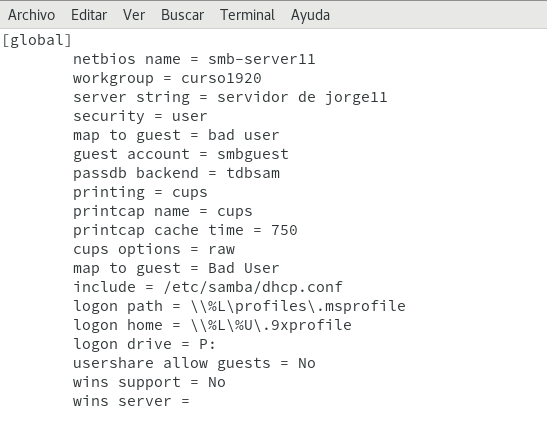 Archivo Editar Ver Buscar Terminal Ayuda
[global]
netbios name = smb-server11
workgroup = curso1920
server string = servidor de jorge11
security = user
map to guest = bad user
guest account = smbguest
passdb backend = tdbsam
printing = cups
printcap name = cups
printcap cache time = 750
cups options = raw
map to guest = Bad User
include = /etc/samba/dhcp.conf
logon path = \\%L\profiles\.msprofile
logon home = \\%L\%U\.9xprofile
logon drive = P:
usershare allow guests = No
wins support = No
wins server =